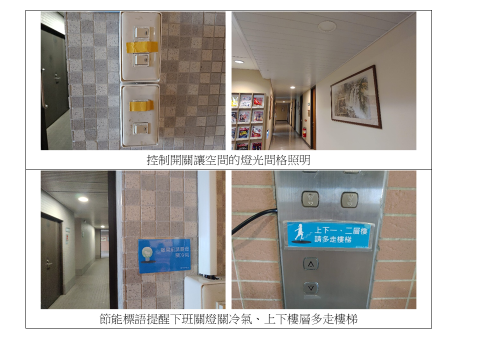 控制開關讓空間的燈光間格照明
上下一、二層樓
請多走樓梯
節能標語提醒下班關燈關冷氣、上下樓層多走樓梯